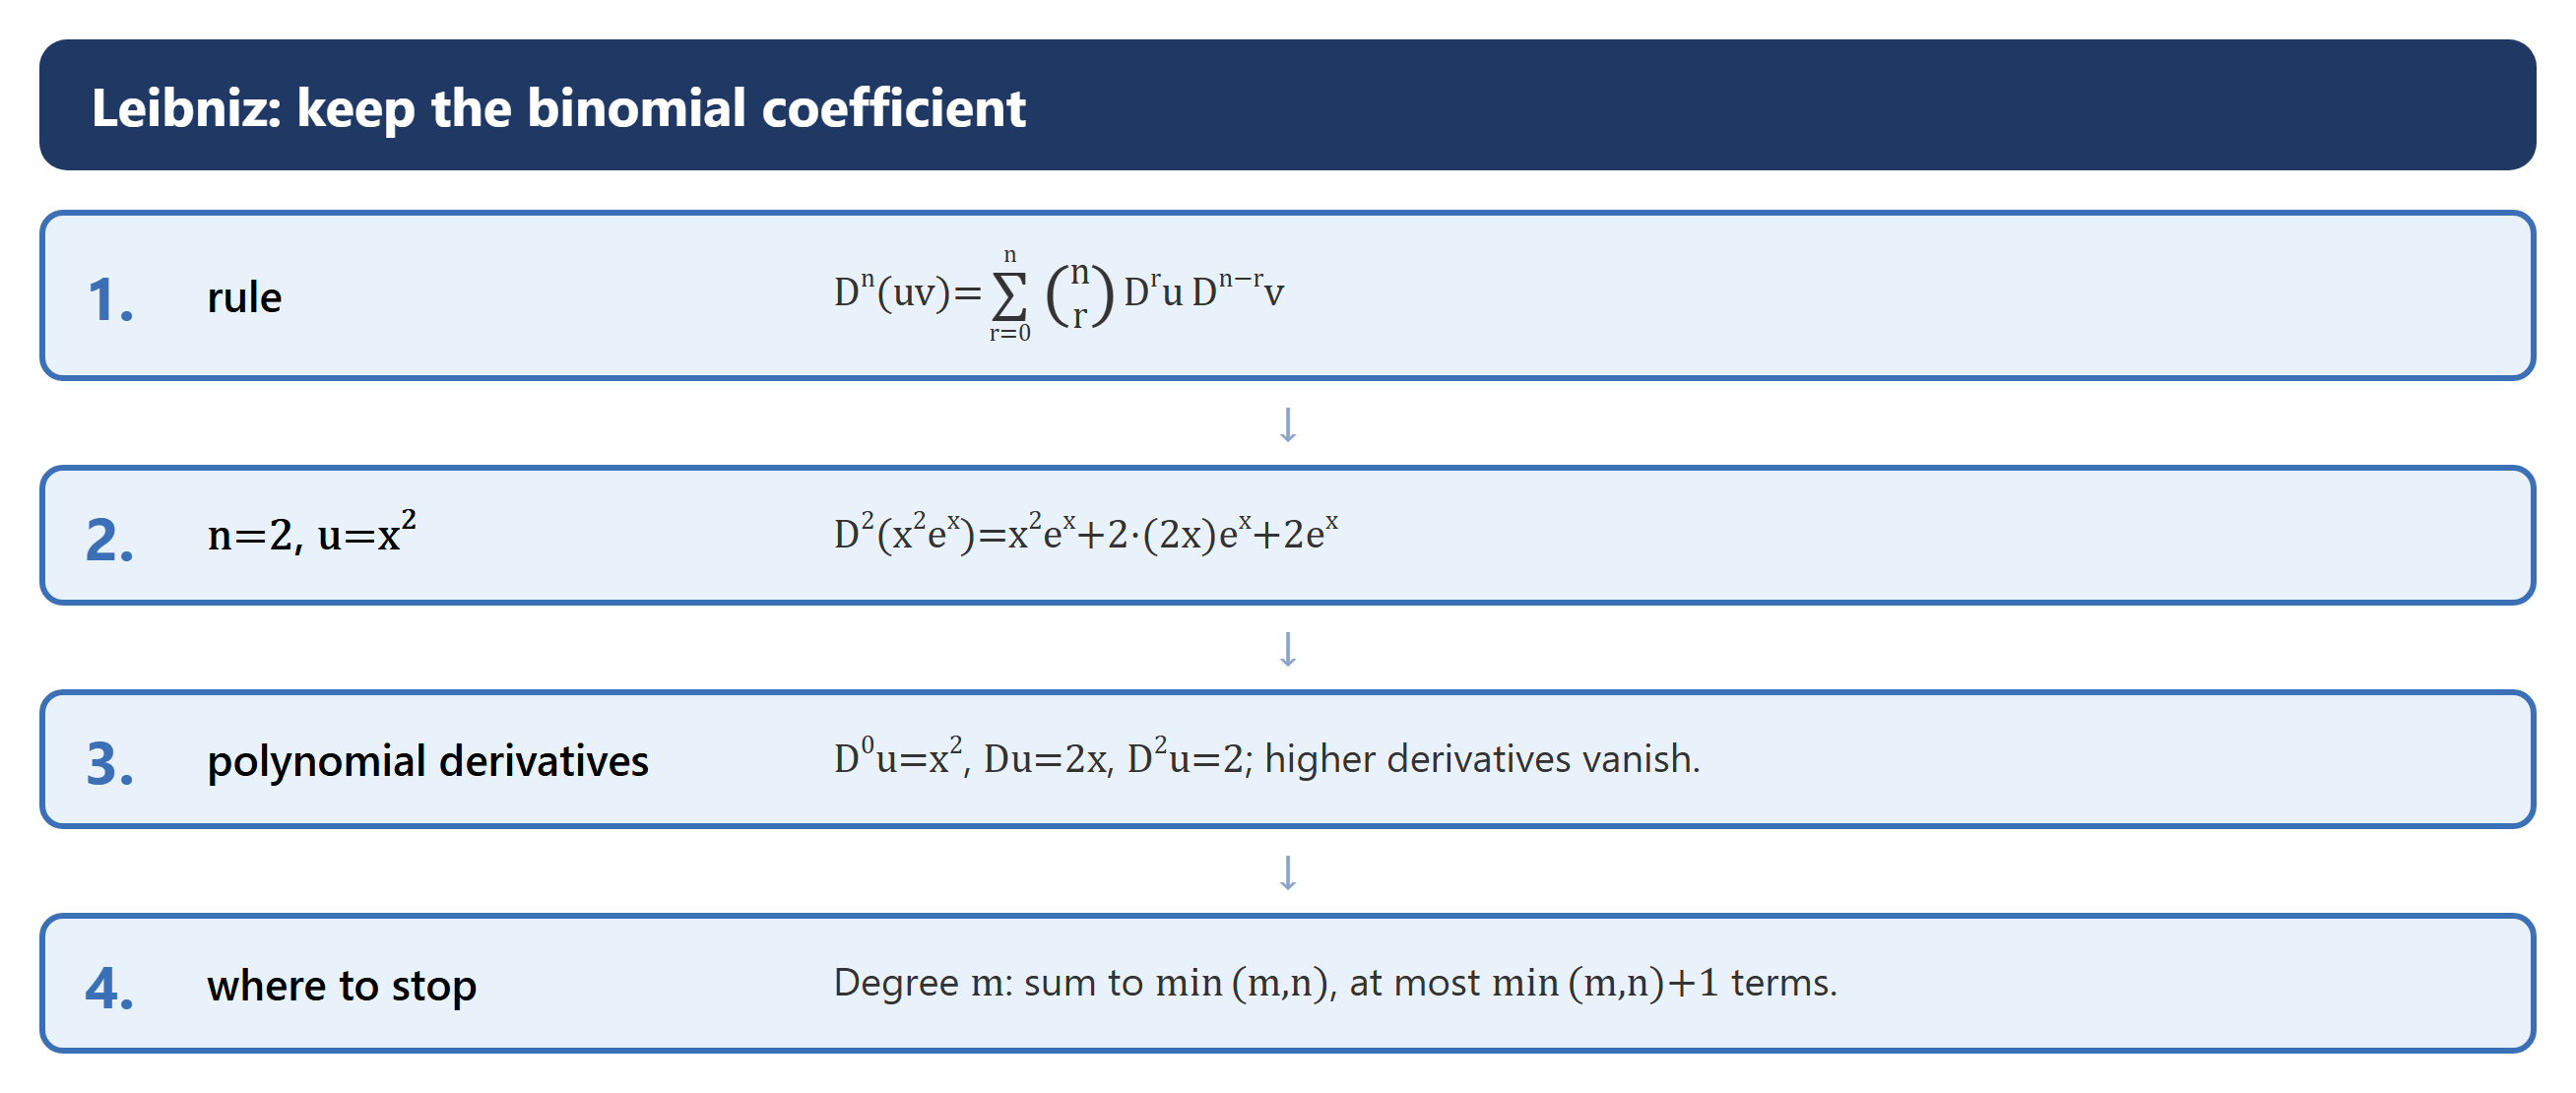 Leibniz: keep the binomial coefficient
1. rule Dⁿ(uv)=∑_{r=0}^{n} (n r) Dʳu Dⁿ⁻ʳv
2. n=2, u=x² D²(x²eˣ)=x²eˣ+2·(2x)eˣ+2eˣ
↓
3. polynomial derivatives D⁰u=x², Du=2x, D²u=2; higher derivatives vanish.
↓
4. where to stop Degree m: sum to min (m,n), at most min (m,n)+1 terms.